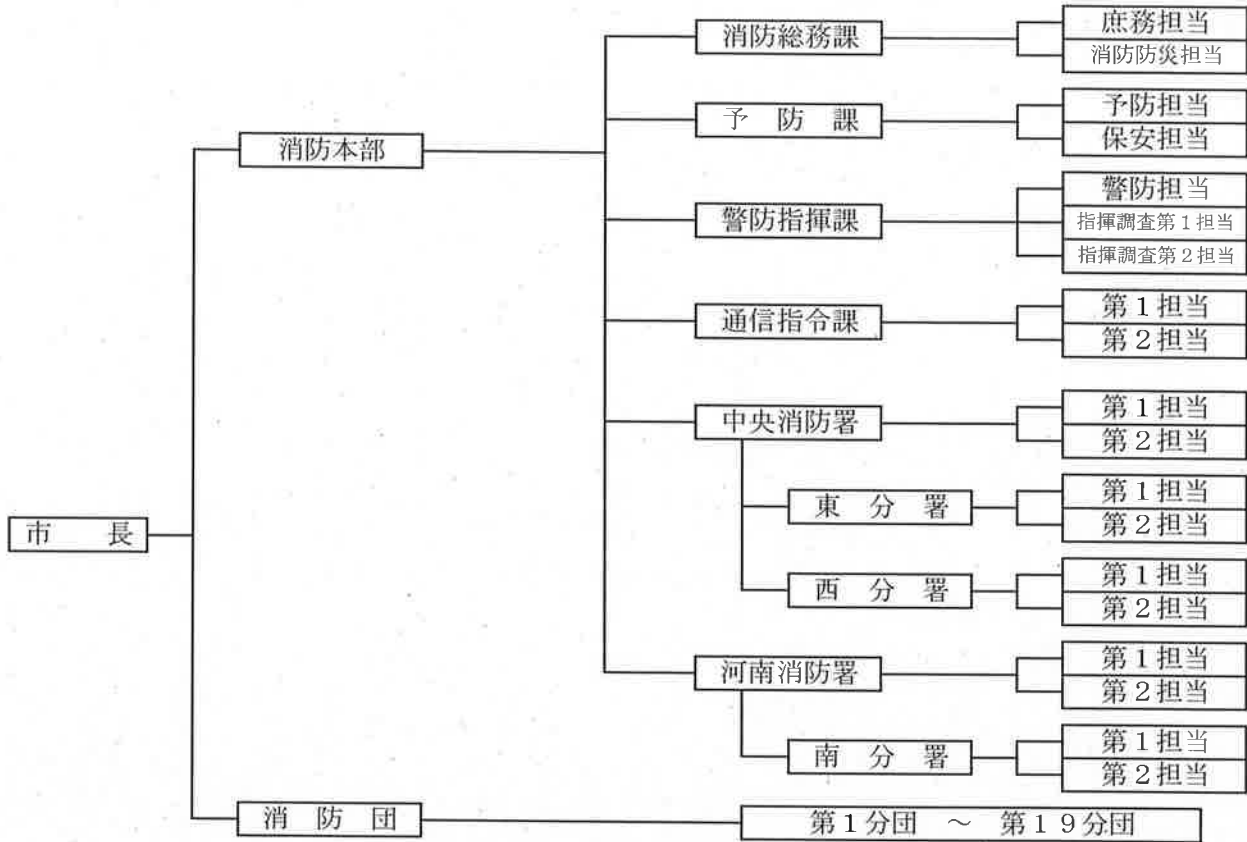 消防総務課
庶務担当
消防防災担当
予防課
予防担当
保安担当
消防本部
警防指揮課
警防担当
指揮調査第1担当
指揮調査第2担当
通信指令課
第1担当
第2担当
中央消防署
第1担当
第2担当
東分署
第1担当
第2担当
市長
西分署
第1担当
第2担当
河南消防署
第1担当
第2担当
南分署
第1担当
第2担当
消防団
第1分団 ～ 第19分団